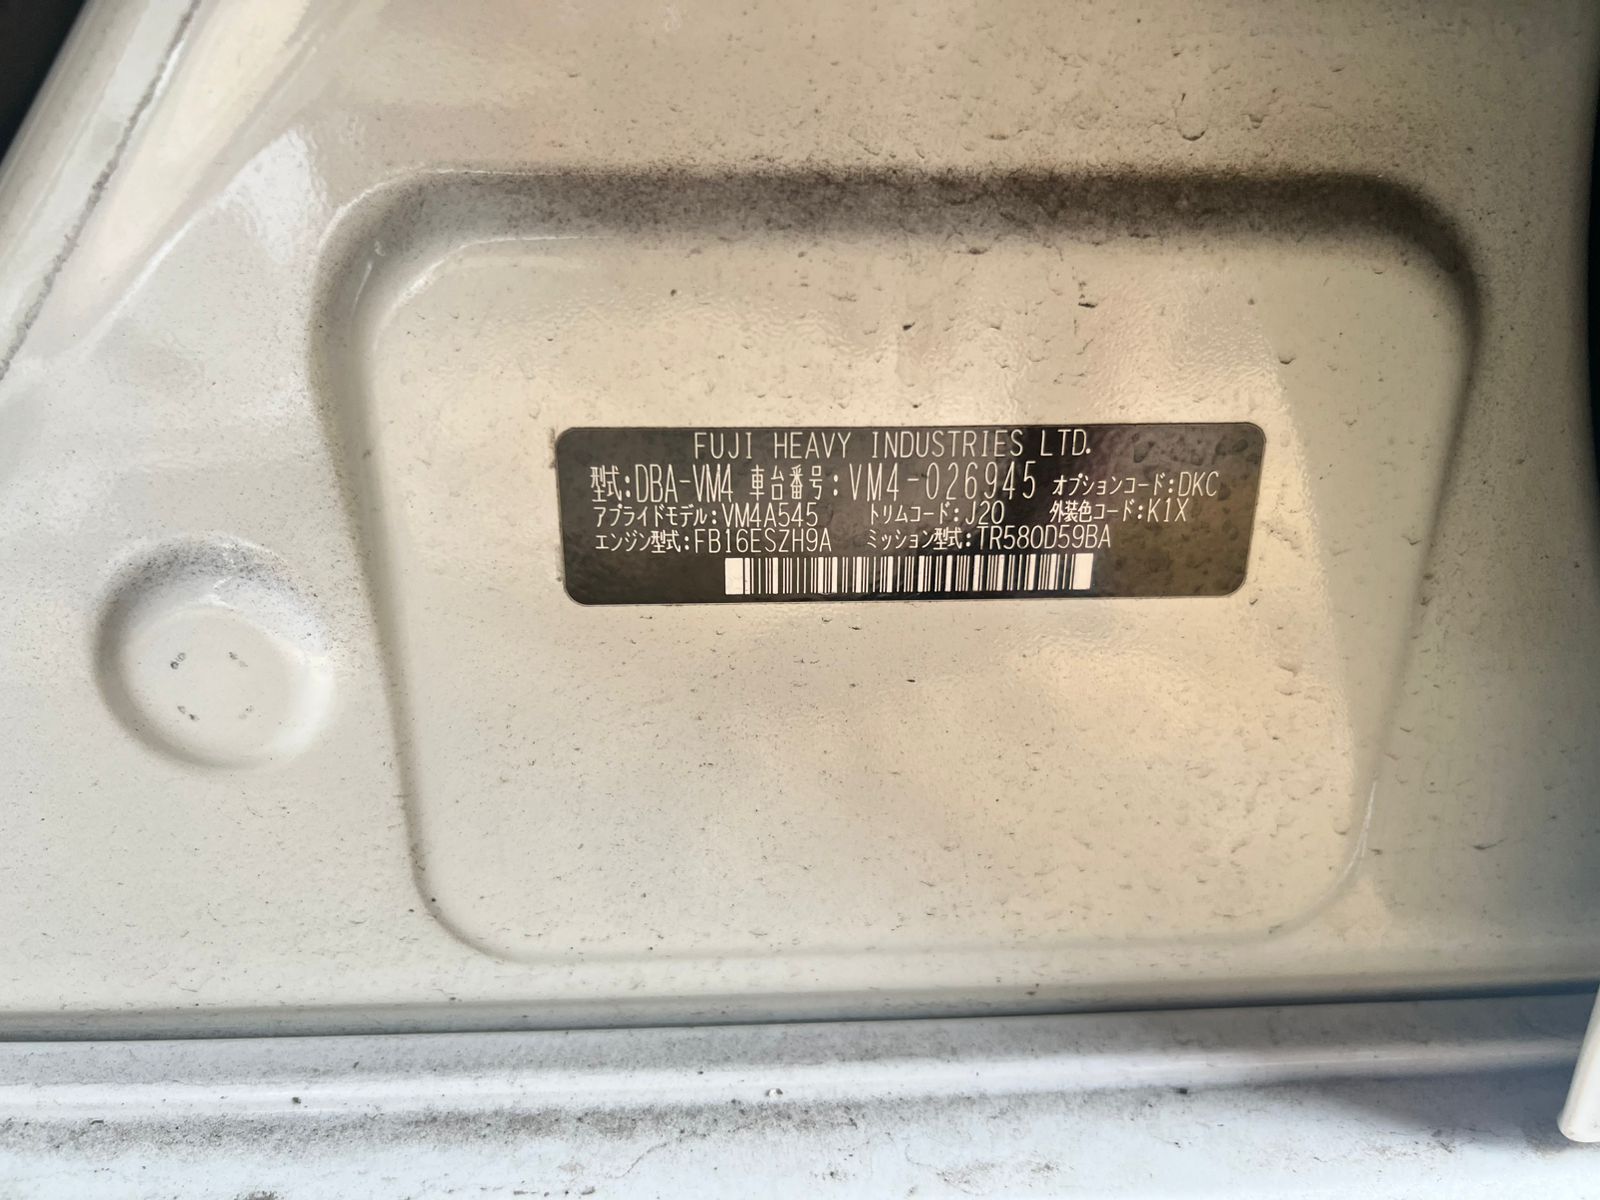 FUJI HEAVY INDUSTRIES LTD.
型式:DBA-VM4 車台番号:VM4-026945 オプションコード:DKC
アプライドモデル:VM4A545 トリムコード:J20 外装色コード:K1X
エンジン型式:FB16ESZH9A ミッション型式:TR580D59BA